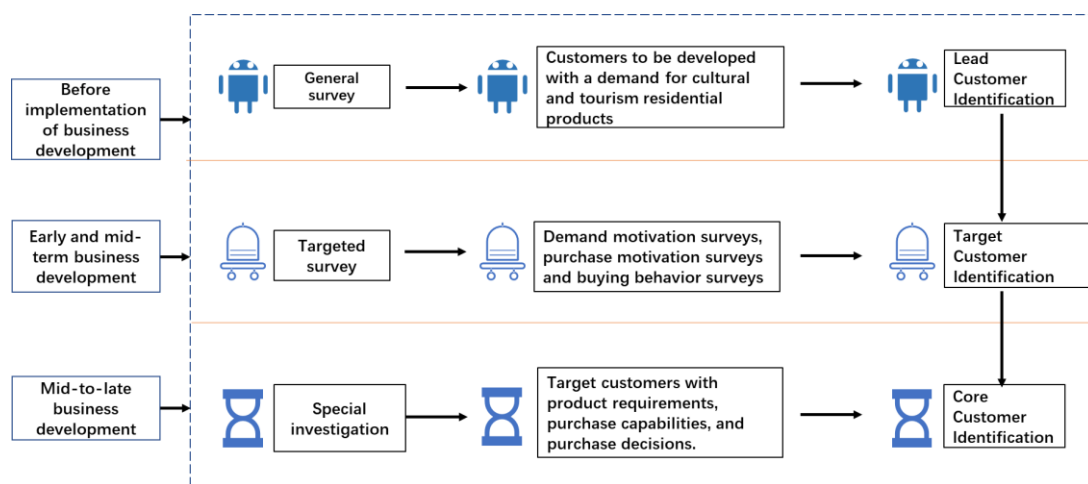 Before
implementation
of business
development
General
survey
Customers to be developed
with a demand for cultural
and tourism residential
products
Lead
Customer
Identification
Early and mid-
term business
development
Targeted
survey
Demand motivation surveys,
purchase motivation surveys
and buying behavior surveys
Target
Customer
Identification
Mid-to-late
business
development
Special
investigation
Target customers with
product requirements,
purchase capabilities, and
purchase decisions.
Core
Customer
Identification